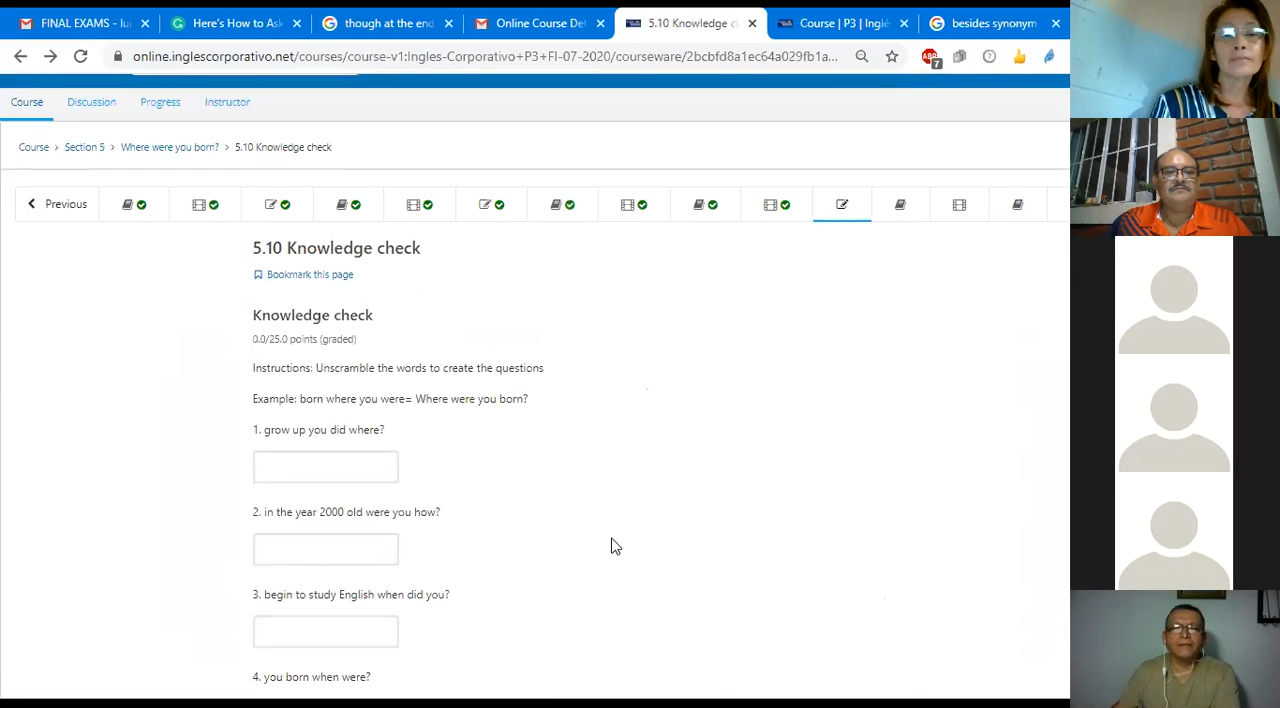 FINAL EXAMS - lu
Here's How to As
though at the end
Online Course De
5.10 Knowledge c
Course | P3 | Inglé
besides synonym
online.inglescorporativo.net/courses/course-v1:Ingles-Corporativo+P3+FI-07-2020/courseware/2bcbfd8a1ec64a029fb1a...
ABP
7
Course
Discussion
Progress
Instructor
Course > Section 5 > Where were you born? > 5.10 Knowledge check
Previous
5.10 Knowledge check
Bookmark this page
Knowledge check
0.0/25.0 points (graded)
Instructions: Unscramble the words to create the questions
Example: born where you were= Where were you born?
1. grow up you did where?
2. in the year 2000 old were you how?
3. begin to study English when did you?
4. you born when were?